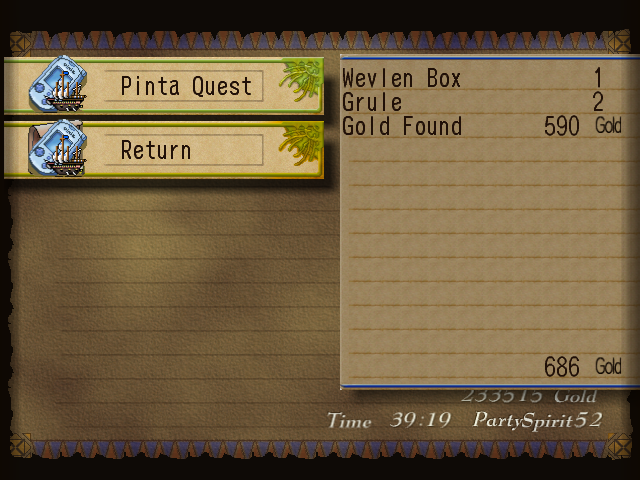 Pinta Quest
Return
Wevlen Box 1
Grule 2
Gold Found 590 Gold
686 Gold
233515 Gold
Time 39:19 PartySpirit52